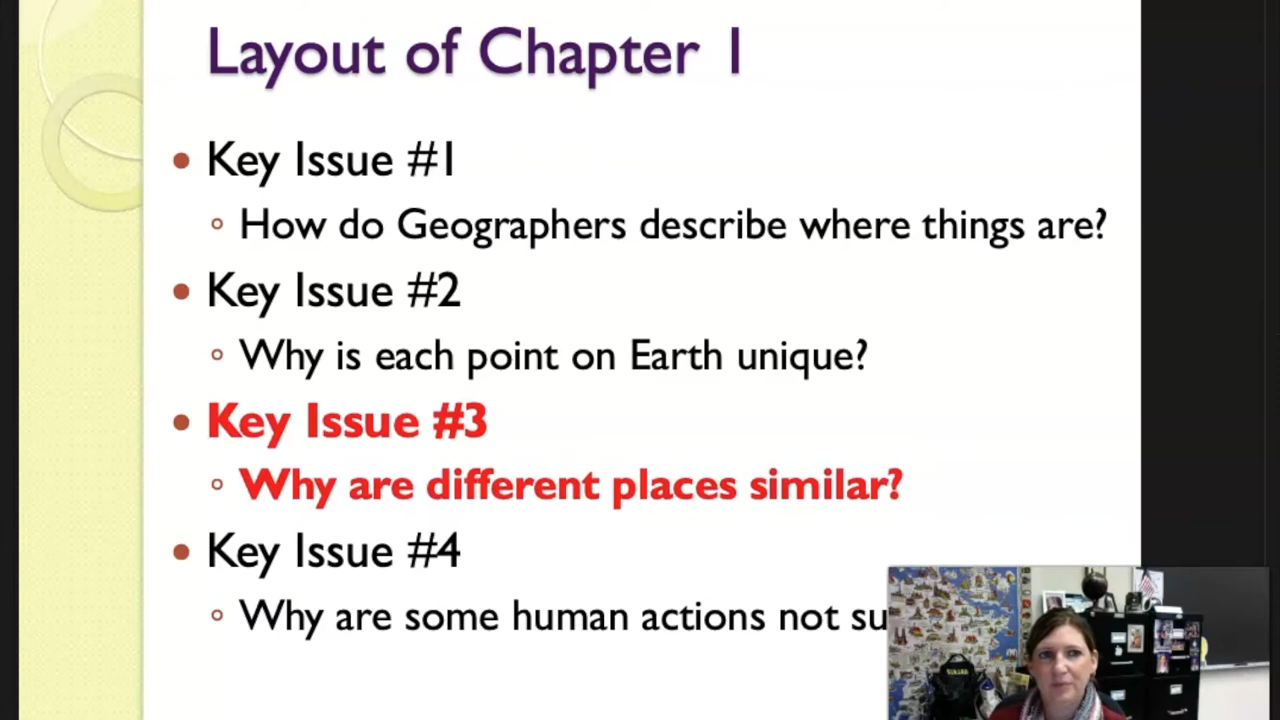 Layout of Chapter 1
• Key Issue #1
◦ How do Geographers describe where things are?
• Key Issue #2
◦ Why is each point on Earth unique?
• Key Issue #3
◦ Why are different places similar?
• Key Issue #4
◦ Why are some human actions not su